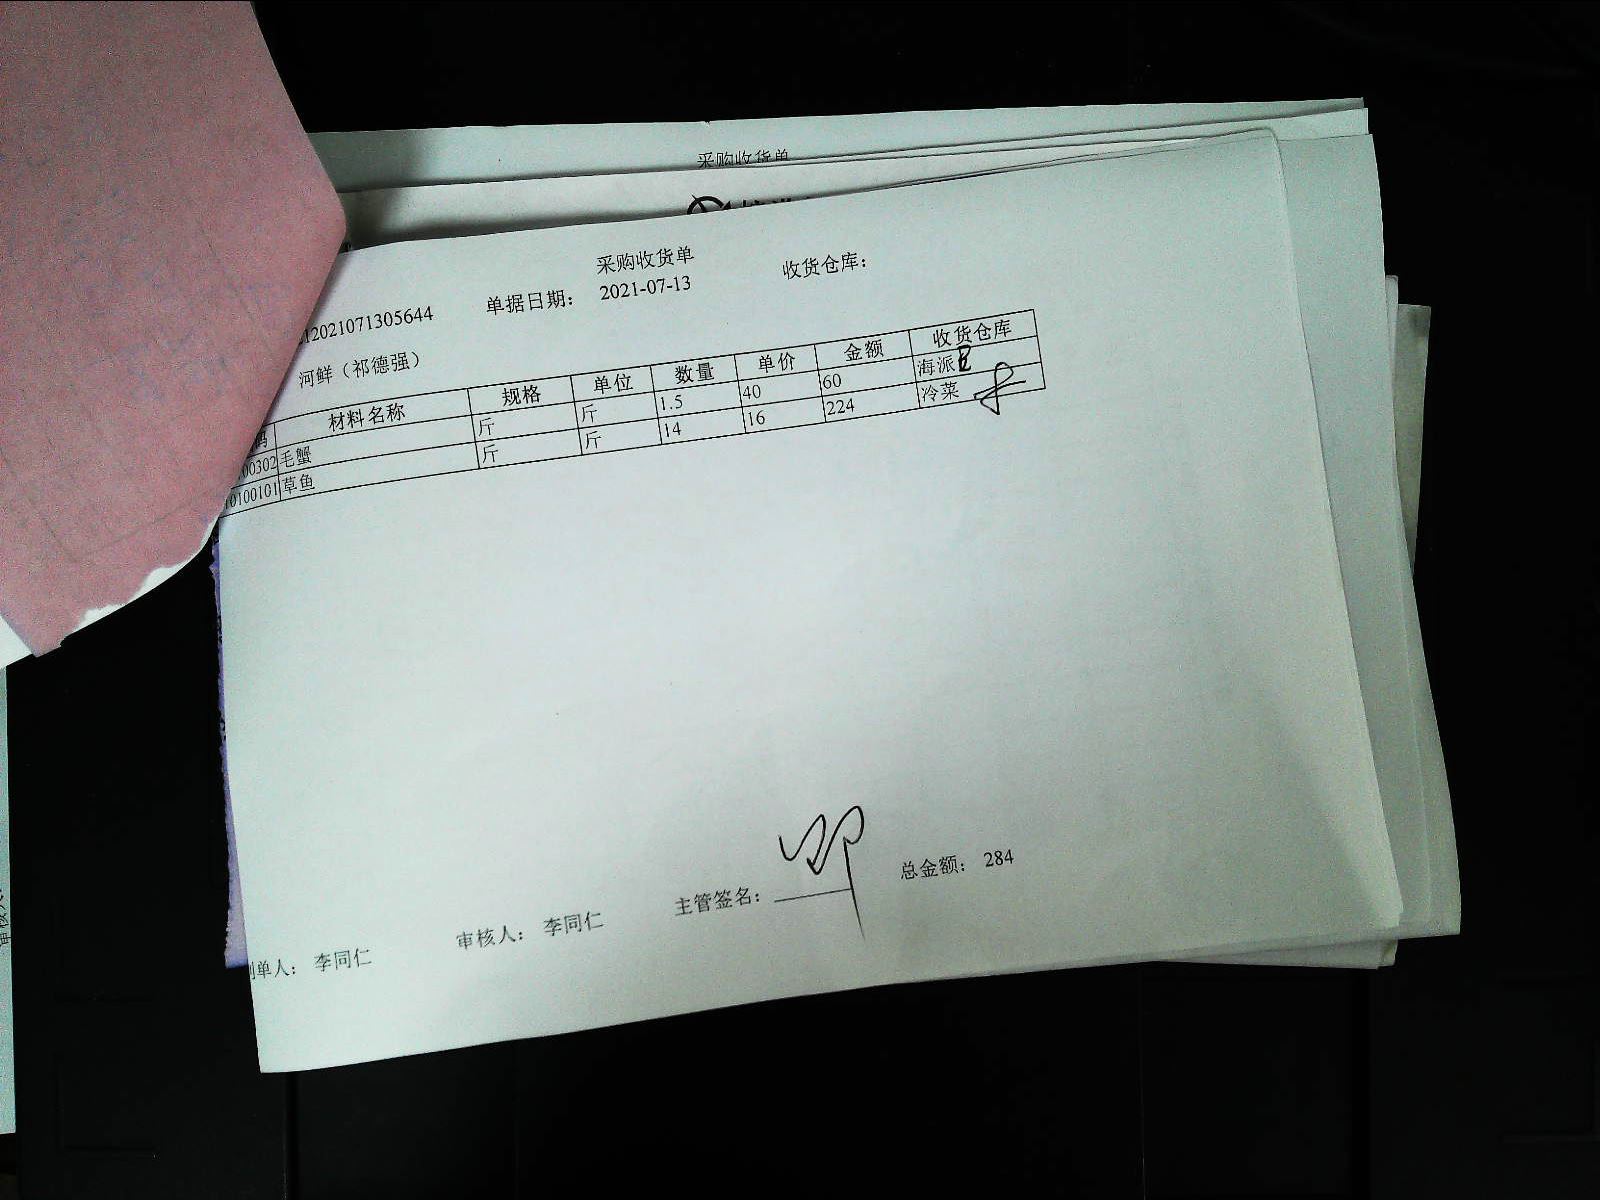 采购收货单
采购收货单
收货仓库：
单据日期： 2021-07-13
12021071305644
河鲜（祁德强）
码 材料名称 规格 单位 数量 单价 金额 收货仓库
00302 毛蟹 斤 斤 1.5 40 60 海派
0100101 草鱼 斤 斤 14 16 224 冷菜
单人： 李同仁 审核人： 李同仁 主管签名： 总金额： 284